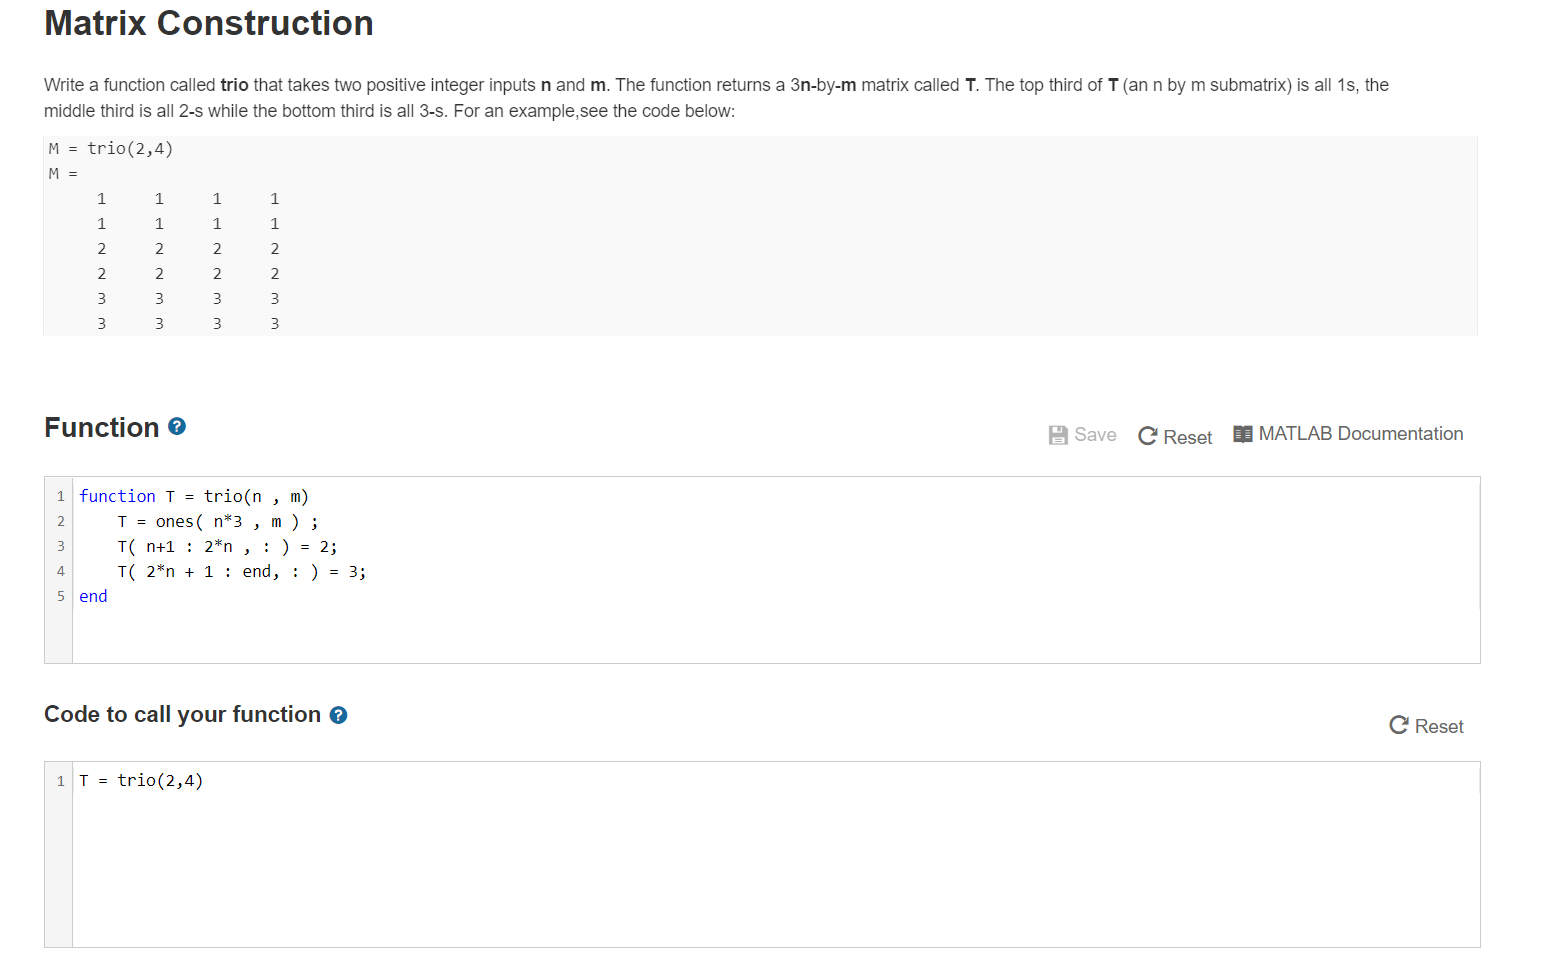 Matrix Construction
Write a function called trio that takes two positive integer inputs n and m. The function returns a 3n-by-m matrix called T. The top third of T (an n by m submatrix) is all 1s, the
middle third is all 2-s while the bottom third is all 3-s. For an example,see the code below:
M = trio(2,4)
M =
1 1 1 1
1 1 1 1
2 2 2 2
2 2 2 2
3 3 3 3
3 3 3 3
Function ?
Save Reset MATLAB Documentation
1 function T = trio(n , m)
2 T = ones( n*3 , m ) ;
3 T( n+1 : 2*n , : ) = 2;
4 T( 2*n + 1 : end, : ) = 3;
5 end
Code to call your function ?
Reset
1 T = trio(2,4)